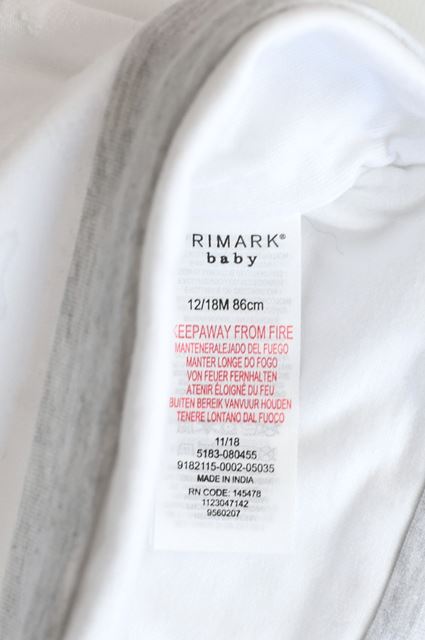 RIMARK®
baby
12/18M 86cm
KEEPAWAY FROM FIRE
MANTENERALEJADO DEL FUEGO
MANTER LONGE DO FOGO
VON FEUER FERNHALTEN
ATENIR ÉLOIGNÉ DU FEU
BUITEN BEREIK VANVUUR HOUDEN
TENERE LONTANO DAL FUOCO
11/18
5183-080455
9182115-0002-05035
MADE IN INDIA
RN CODE: 145478
1123047142
9560207